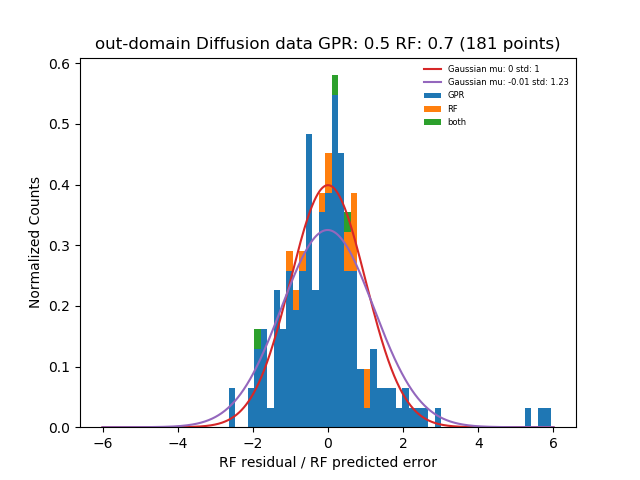 out-domain Diffusion data GPR: 0.5 RF: 0.7 (181 points)
Gaussian mu: 0 std: 1
Gaussian mu: -0.01 std: 1.23
GPR
RF
both
Normalized Counts
0.6
0.5
0.4
0.3
0.2
0.1
0.0
−6 −4 −2 0 2 4 6
RF residual / RF predicted error